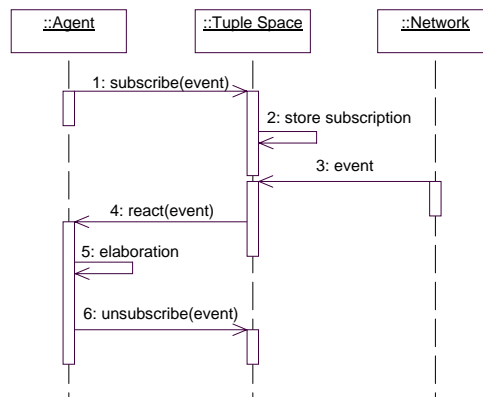 ::Agent
::Tuple Space
::Network
1: subscribe(event)
2: store subscription
3: event
4: react(event)
5: elaboration
6: unsubscribe(event)